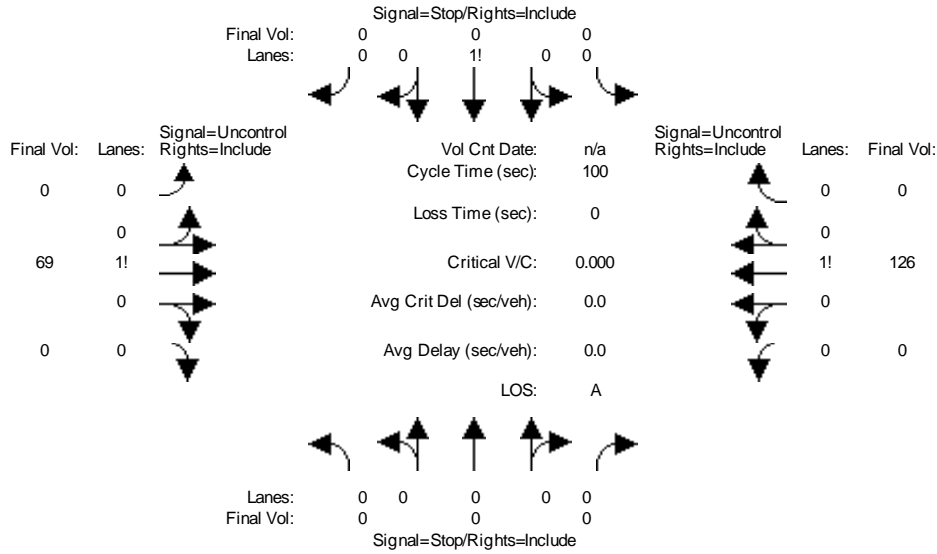 Signal=Stop/Rights=Include
Final Vol: 0 0 0
Lanes: 0 0 1! 0 0
Signal=Uncontrol Signal=Uncontrol
Final Vol: Lanes: Rights=Include Vol Cnt Date: n/a Rights=Include Lanes: Final Vol:
Cycle Time (sec): 100
0 0 0 0
Loss Time (sec): 0
0 0
69 1! Critical V/C: 0.000 1! 126
0 Avg Crit Del (sec/veh): 0.0 0
0 0 Avg Delay (sec/veh): 0.0 0 0
LOS: A
Lanes: 0 0 0 0 0
Final Vol: 0 0 0
Signal=Stop/Rights=Include